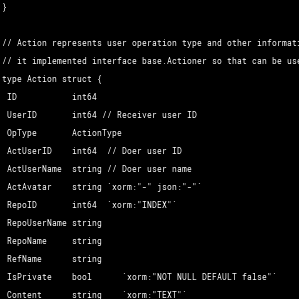 }
// Action represents user operation type and other informati
// it implemented interface base.Actioner so that can be use
type Action struct {
ID int64
UserID int64 // Receiver user ID
OpType ActionType
ActUserID int64 // Doer user ID
ActUserName string // Doer user name
ActAvatar string `xorm:"-" json:"-"`
RepoID int64 `xorm:"INDEX"`
RepoUserName string
RepoName string
RefName string
IsPrivate bool `xorm:"NOT NULL DEFAULT false"`
Content string `xorm:"TEXT"`